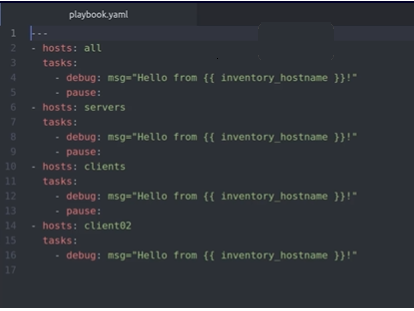 playbook.yaml
1 ---
2 - hosts: all
3 tasks:
4 - debug: msg="Hello from {{ inventory_hostname }}!"
5 - pause:
6 - hosts: servers
7 tasks:
8 - debug: msg="Hello from {{ inventory_hostname }}!"
9 - pause:
10 - hosts: clients
11 tasks:
12 - debug: msg="Hello from {{ inventory_hostname }}!"
13 - pause:
14 - hosts: client02
15 tasks:
16 - debug: msg="Hello from {{ inventory_hostname }}!"
17